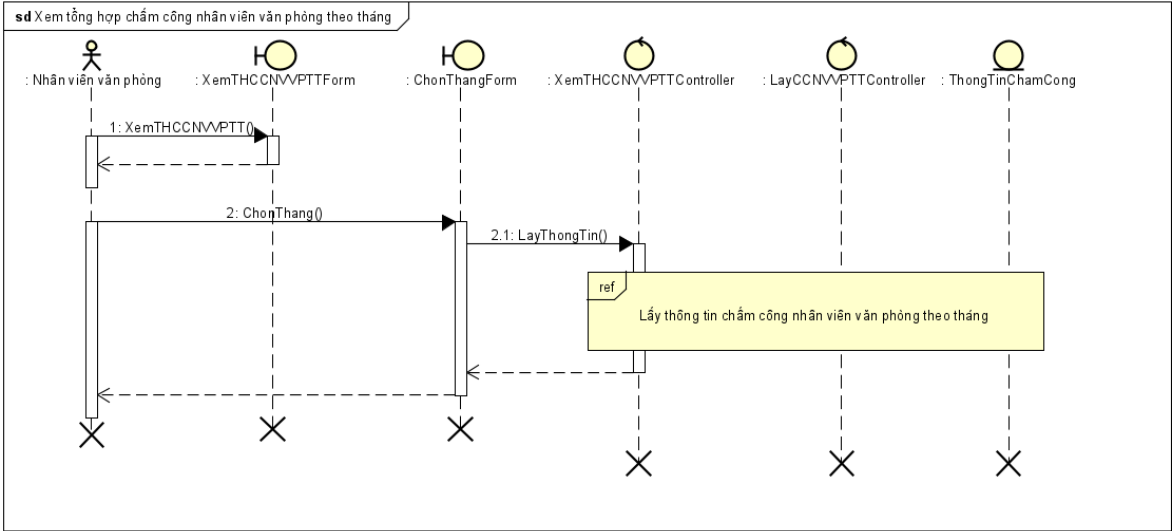 sd Xem tổng hợp chấm công nhân viên văn phòng theo tháng
: Nhân viên văn phòng
: XemTHCCNVVPTTForm
: ChonThangForm
: XemTHCCNVVPTTController
: LayCCNVVPTTController
: ThongTinChamCong
1: XemTHCCNVVPTT()
2: ChonThang()
2.1: LayThongTin()
ref
Lấy thông tin chấm công nhân viên văn phòng theo tháng